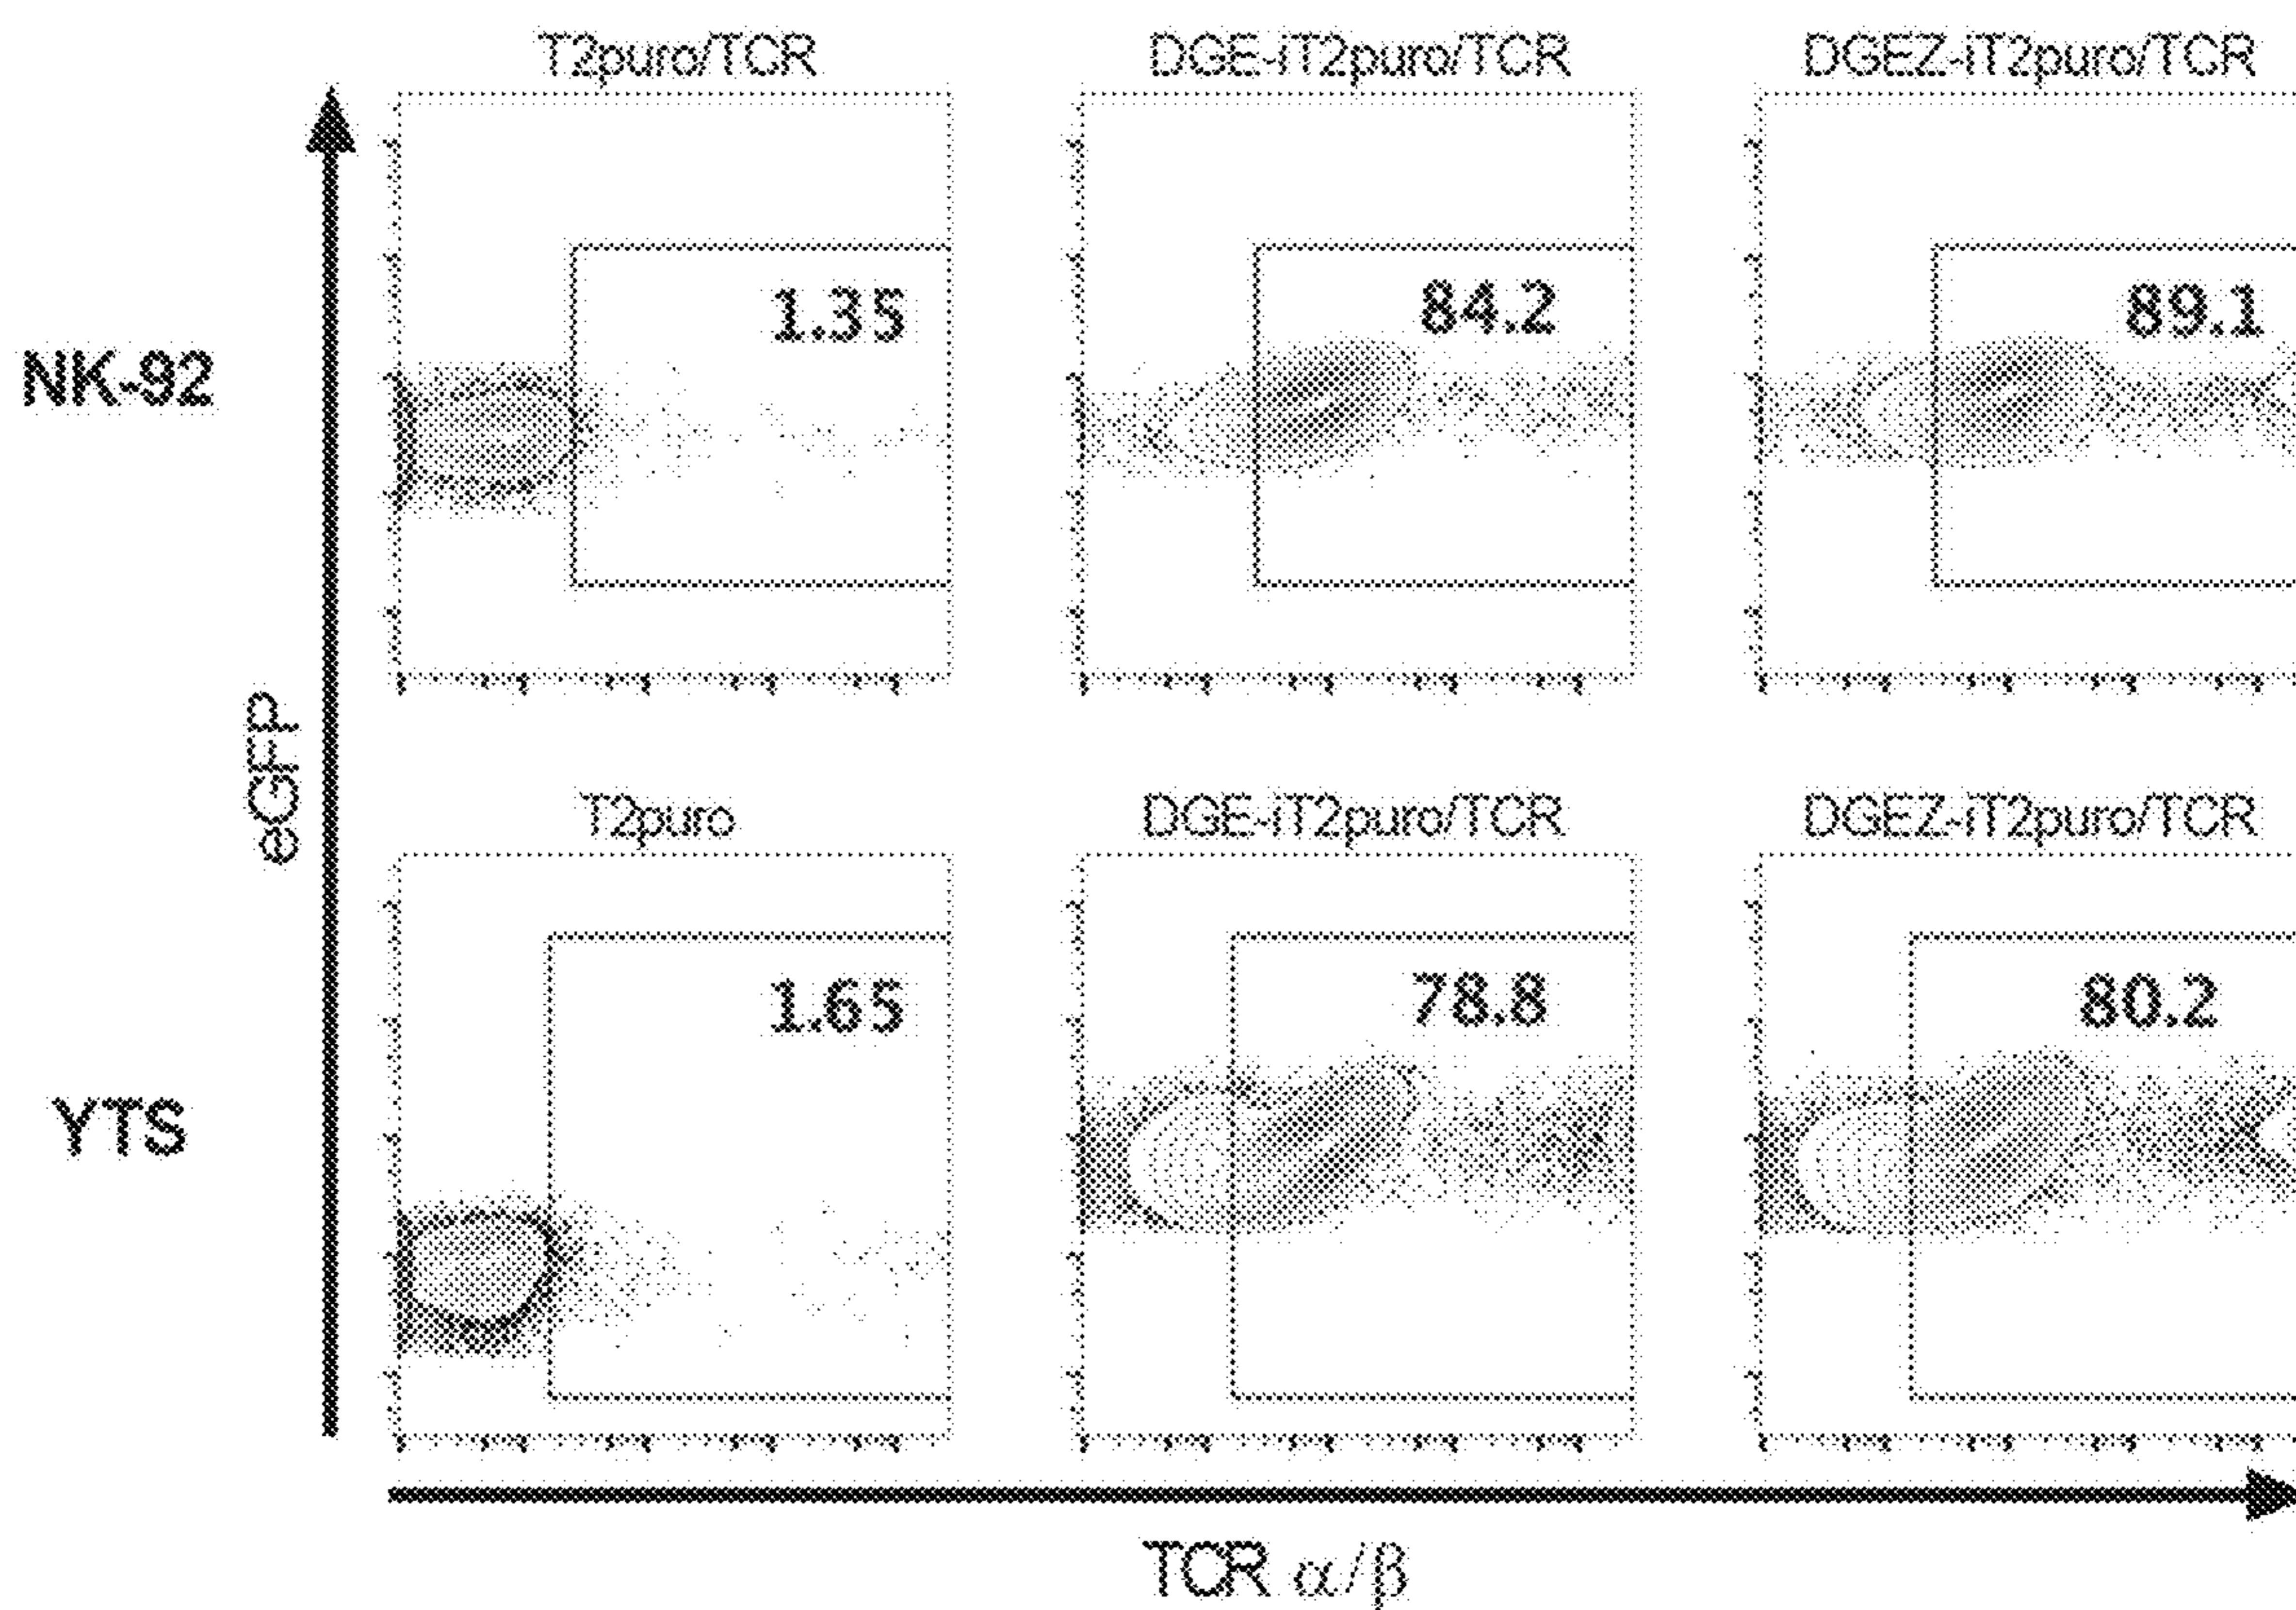 T2puro/TCR DGE-iT2puro/TCR DGEZ-iT2puro/TCR
1.35 84.2 89.1
NK-92
eGFP
T2puro DGE-iT2puro/TCR DGEZ-iT2puro/TCR
1.65 78.8 80.2
YTS
TCR α/β